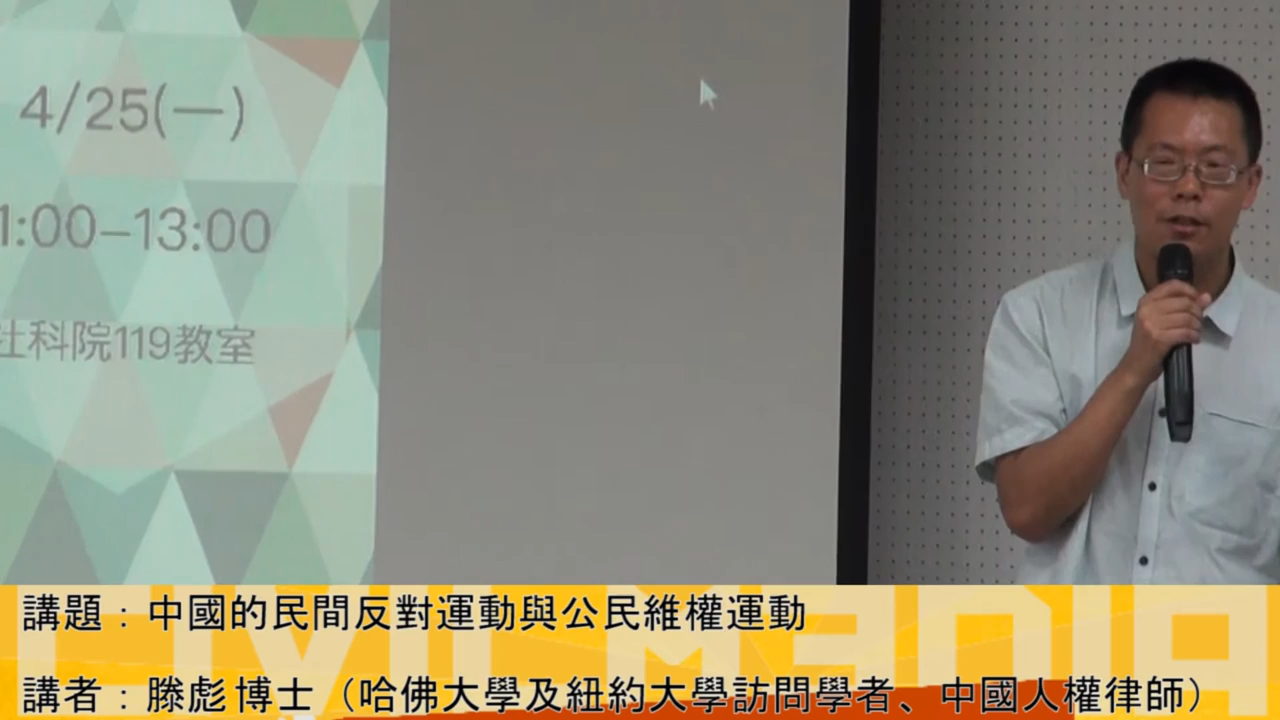 4/25(一)
1:00–13:00
社科院119教室
講題：中國的民間反對運動與公民維權運動
講者：滕彪 博士（哈佛大學及紐約大學訪問學者、中國人權律師）